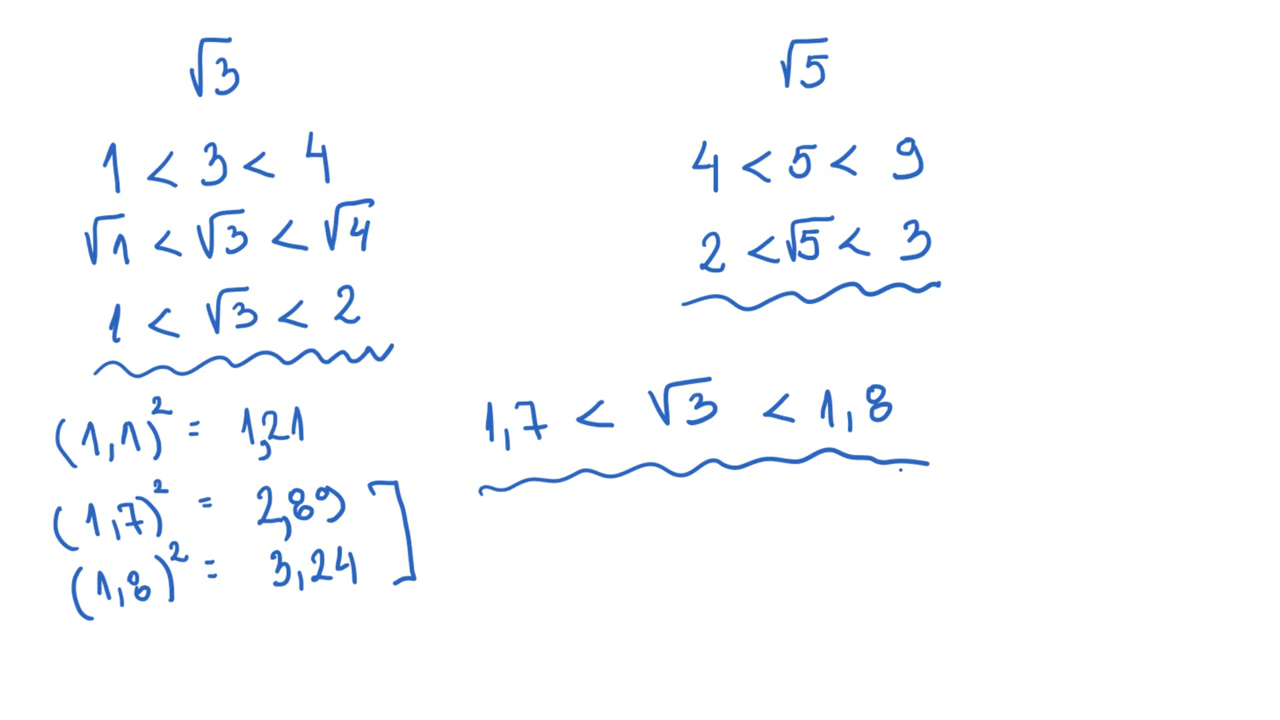 √3
1 < 3 < 4
√1 < √3 < √4
1 < √3 < 2
(1,1)² = 1,21
(1,7)² = 2,89
(1,8)² = 3,24
√5
4 < 5 < 9
2 < √5 < 3
1,7 < √3 < 1,8